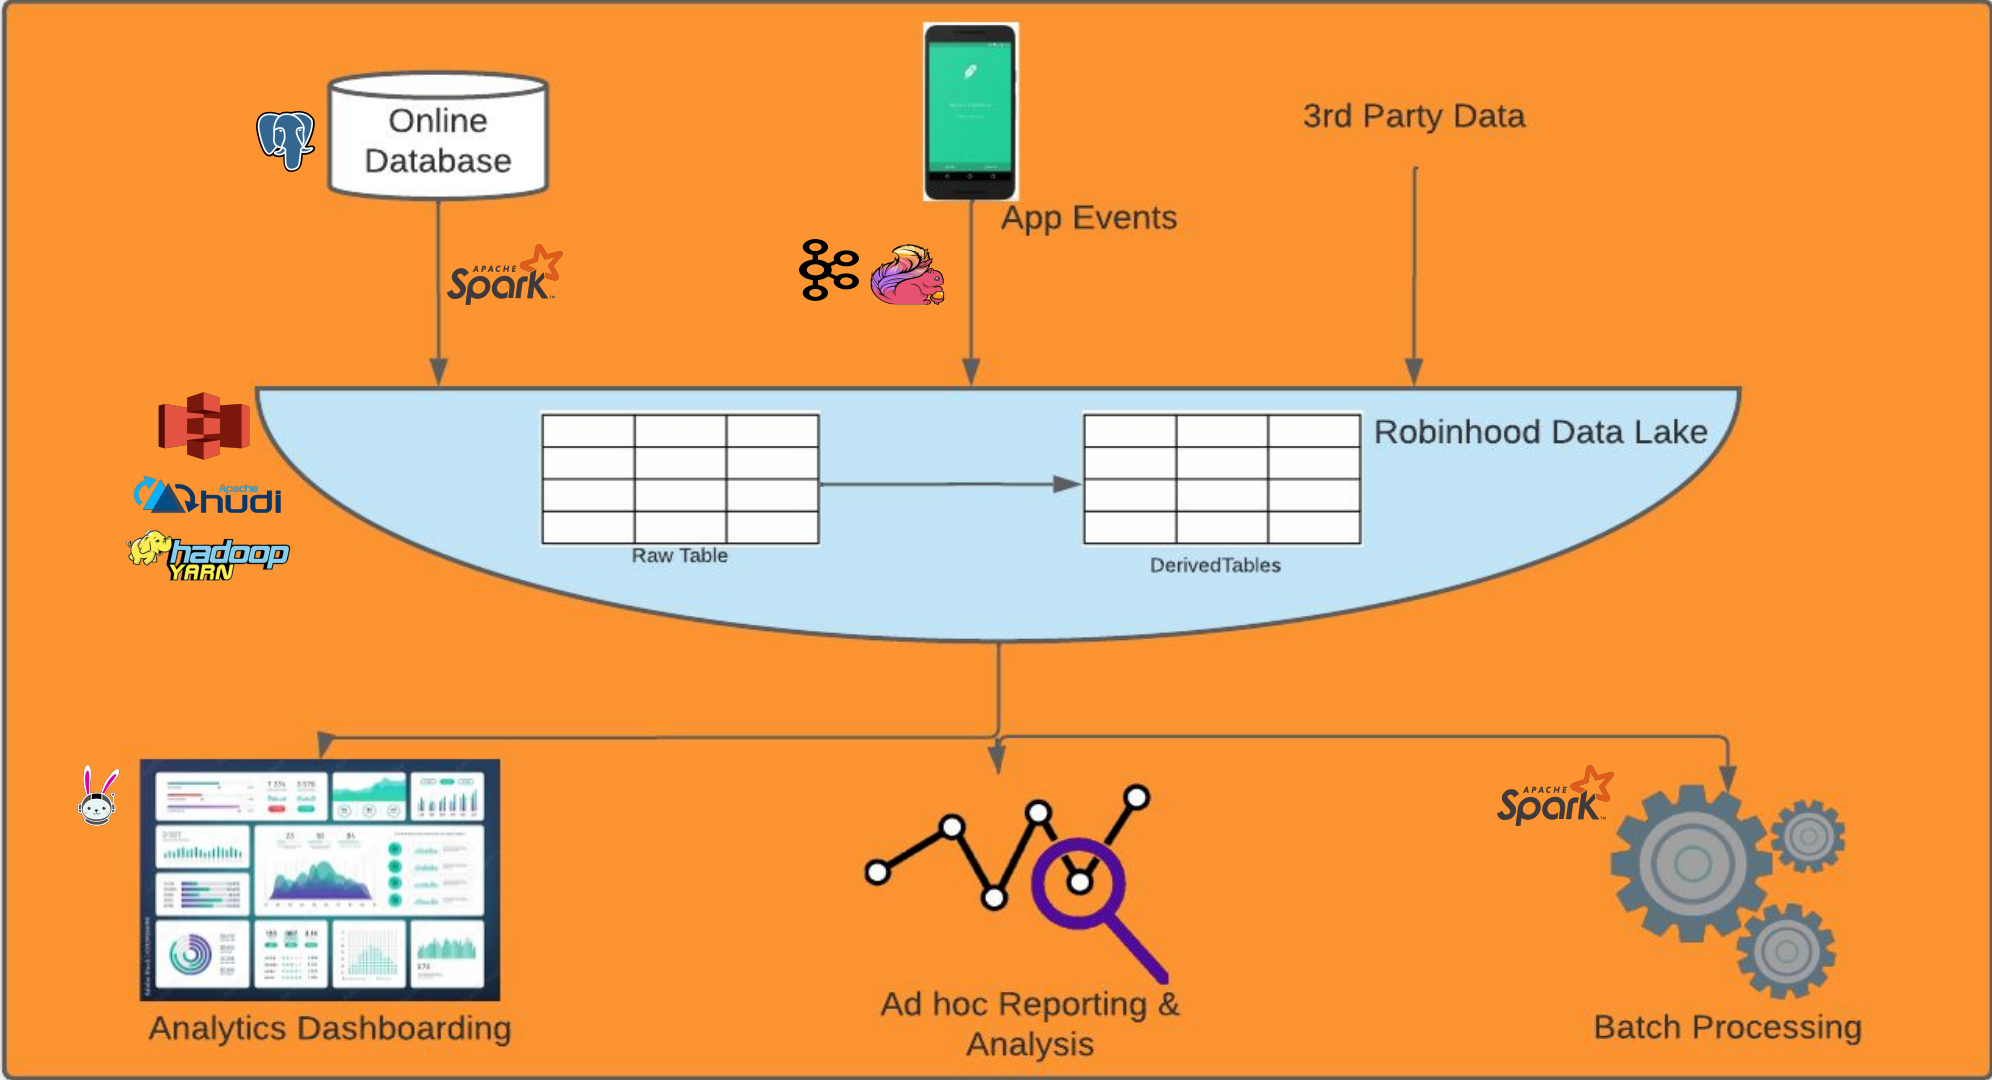 Online
Database
3rd Party Data
App Events
APACHE
Spark
Robinhood Data Lake
Apache
hudi
hadoop
YARN
Raw Table
DerivedTables
APACHE
Spark
Analytics Dashboarding
Ad hoc Reporting &
Analysis
Batch Processing